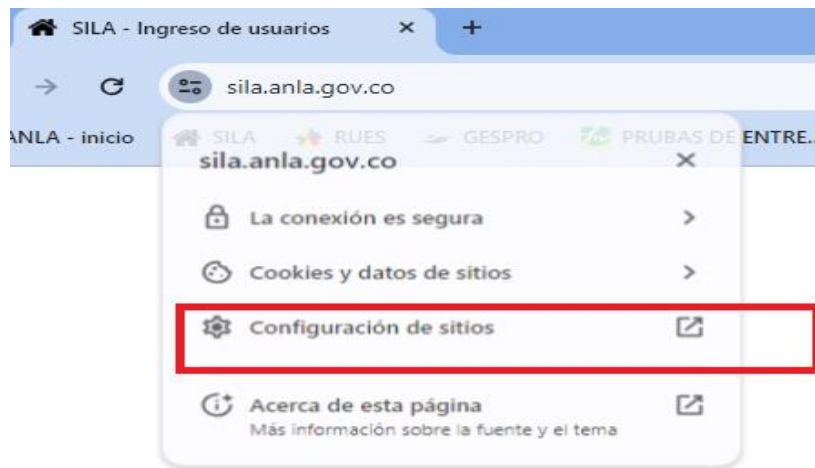 SILA - Ingreso de usuarios
sila.anla.gov.co
ANLA - inicio SILA RUES GESPRO PRUBAS DE ENTRE..
sila.anla.gov.co
La conexión es segura
Cookies y datos de sitios
Configuración de sitios
Acerca de esta página
Más información sobre la fuente y el tema